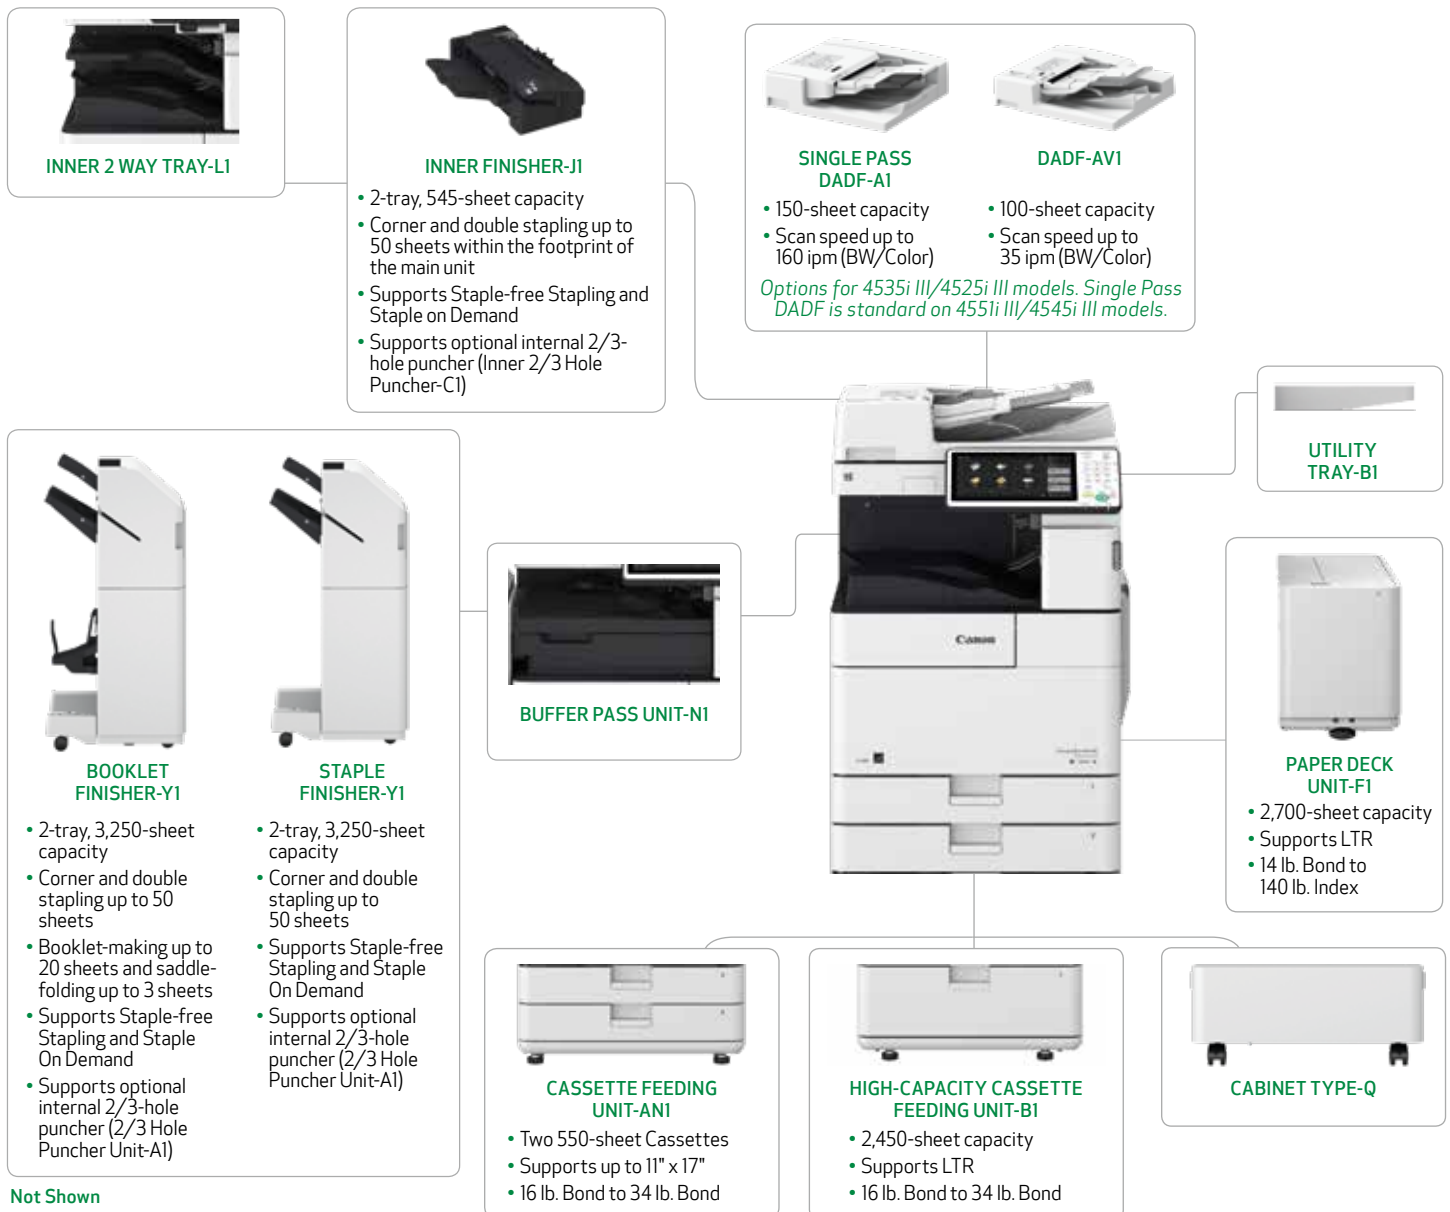 INNER 2 WAY TRAY-L1
INNER FINISHER-J1
• 2-tray, 545-sheet capacity
• Corner and double stapling up to
50 sheets within the footprint of
the main unit
• Supports Staple-free Stapling and
Staple on Demand
• Supports optional internal 2/3-
hole puncher (Inner 2/3 Hole
Puncher-C1)
SINGLE PASS
DADF-A1
• 150-sheet capacity
• Scan speed up to
160 ipm (BW/Color)
DADF-AV1
• 100-sheet capacity
• Scan speed up to
35 ipm (BW/Color)
Options for 4535i III/4525i III models. Single Pass
DADF is standard on 4551i III/4545i III models.
UTILITY
TRAY-B1
Canon
BOOKLET
FINISHER-Y1
• 2-tray, 3,250-sheet
capacity
• Corner and double
stapling up to 50
sheets
• Booklet-making up to
20 sheets and saddle-
folding up to 3 sheets
• Supports Staple-free
Stapling and Staple
On Demand
• Supports optional
internal 2/3-hole
puncher (2/3 Hole
Puncher Unit-A1)
STAPLE
FINISHER-Y1
• 2-tray, 3,250-sheet
capacity
• Corner and double
stapling up to
50 sheets
• Supports Staple-free
Stapling and Staple
On Demand
• Supports optional
internal 2/3-hole
puncher (2/3 Hole
Puncher Unit-A1)
BUFFER PASS UNIT-N1
PAPER DECK
UNIT-F1
• 2,700-sheet capacity
• Supports LTR
• 14 lb. Bond to
140 lb. Index
CASSETTE FEEDING
UNIT-AN1
• Two 550-sheet Cassettes
• Supports up to 11" x 17"
• 16 lb. Bond to 34 lb. Bond
HIGH-CAPACITY CASSETTE
FEEDING UNIT-B1
• 2,450-sheet capacity
• Supports LTR
• 16 lb. Bond to 34 lb. Bond
CABINET TYPE-Q
Not Shown